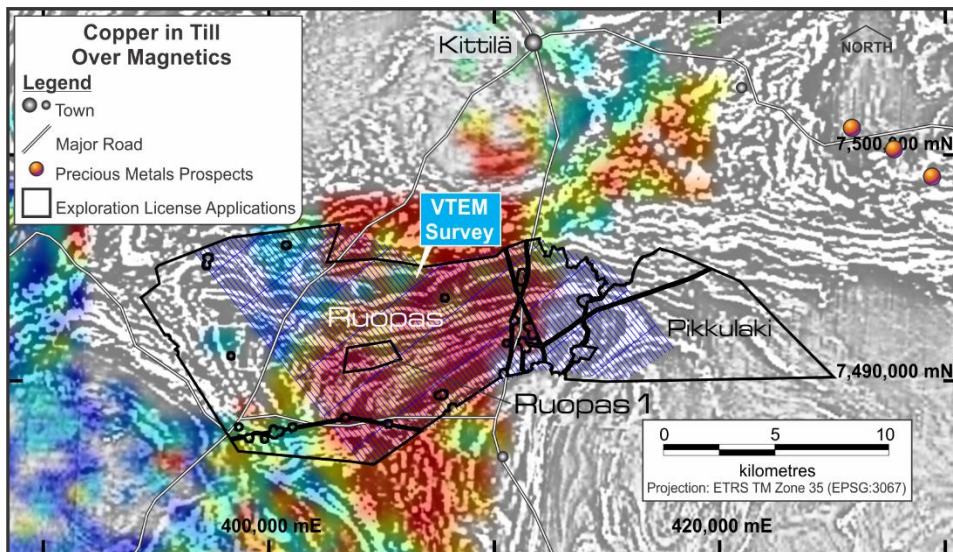 Copper in Till
Over Magnetics
Legend
Town
Major Road
Precious Metals Prospects
Exploration License Applications
Kittilä
NORTH
7,500,000 mN
VTEM
Survey
Ruopas
Pikkulaki
7,490,000 mN
Ruopas 1
0 5 10
kilometres
Projection: ETRS TM Zone 35 (EPSG:3067)
400,000 mE
420,000 mE